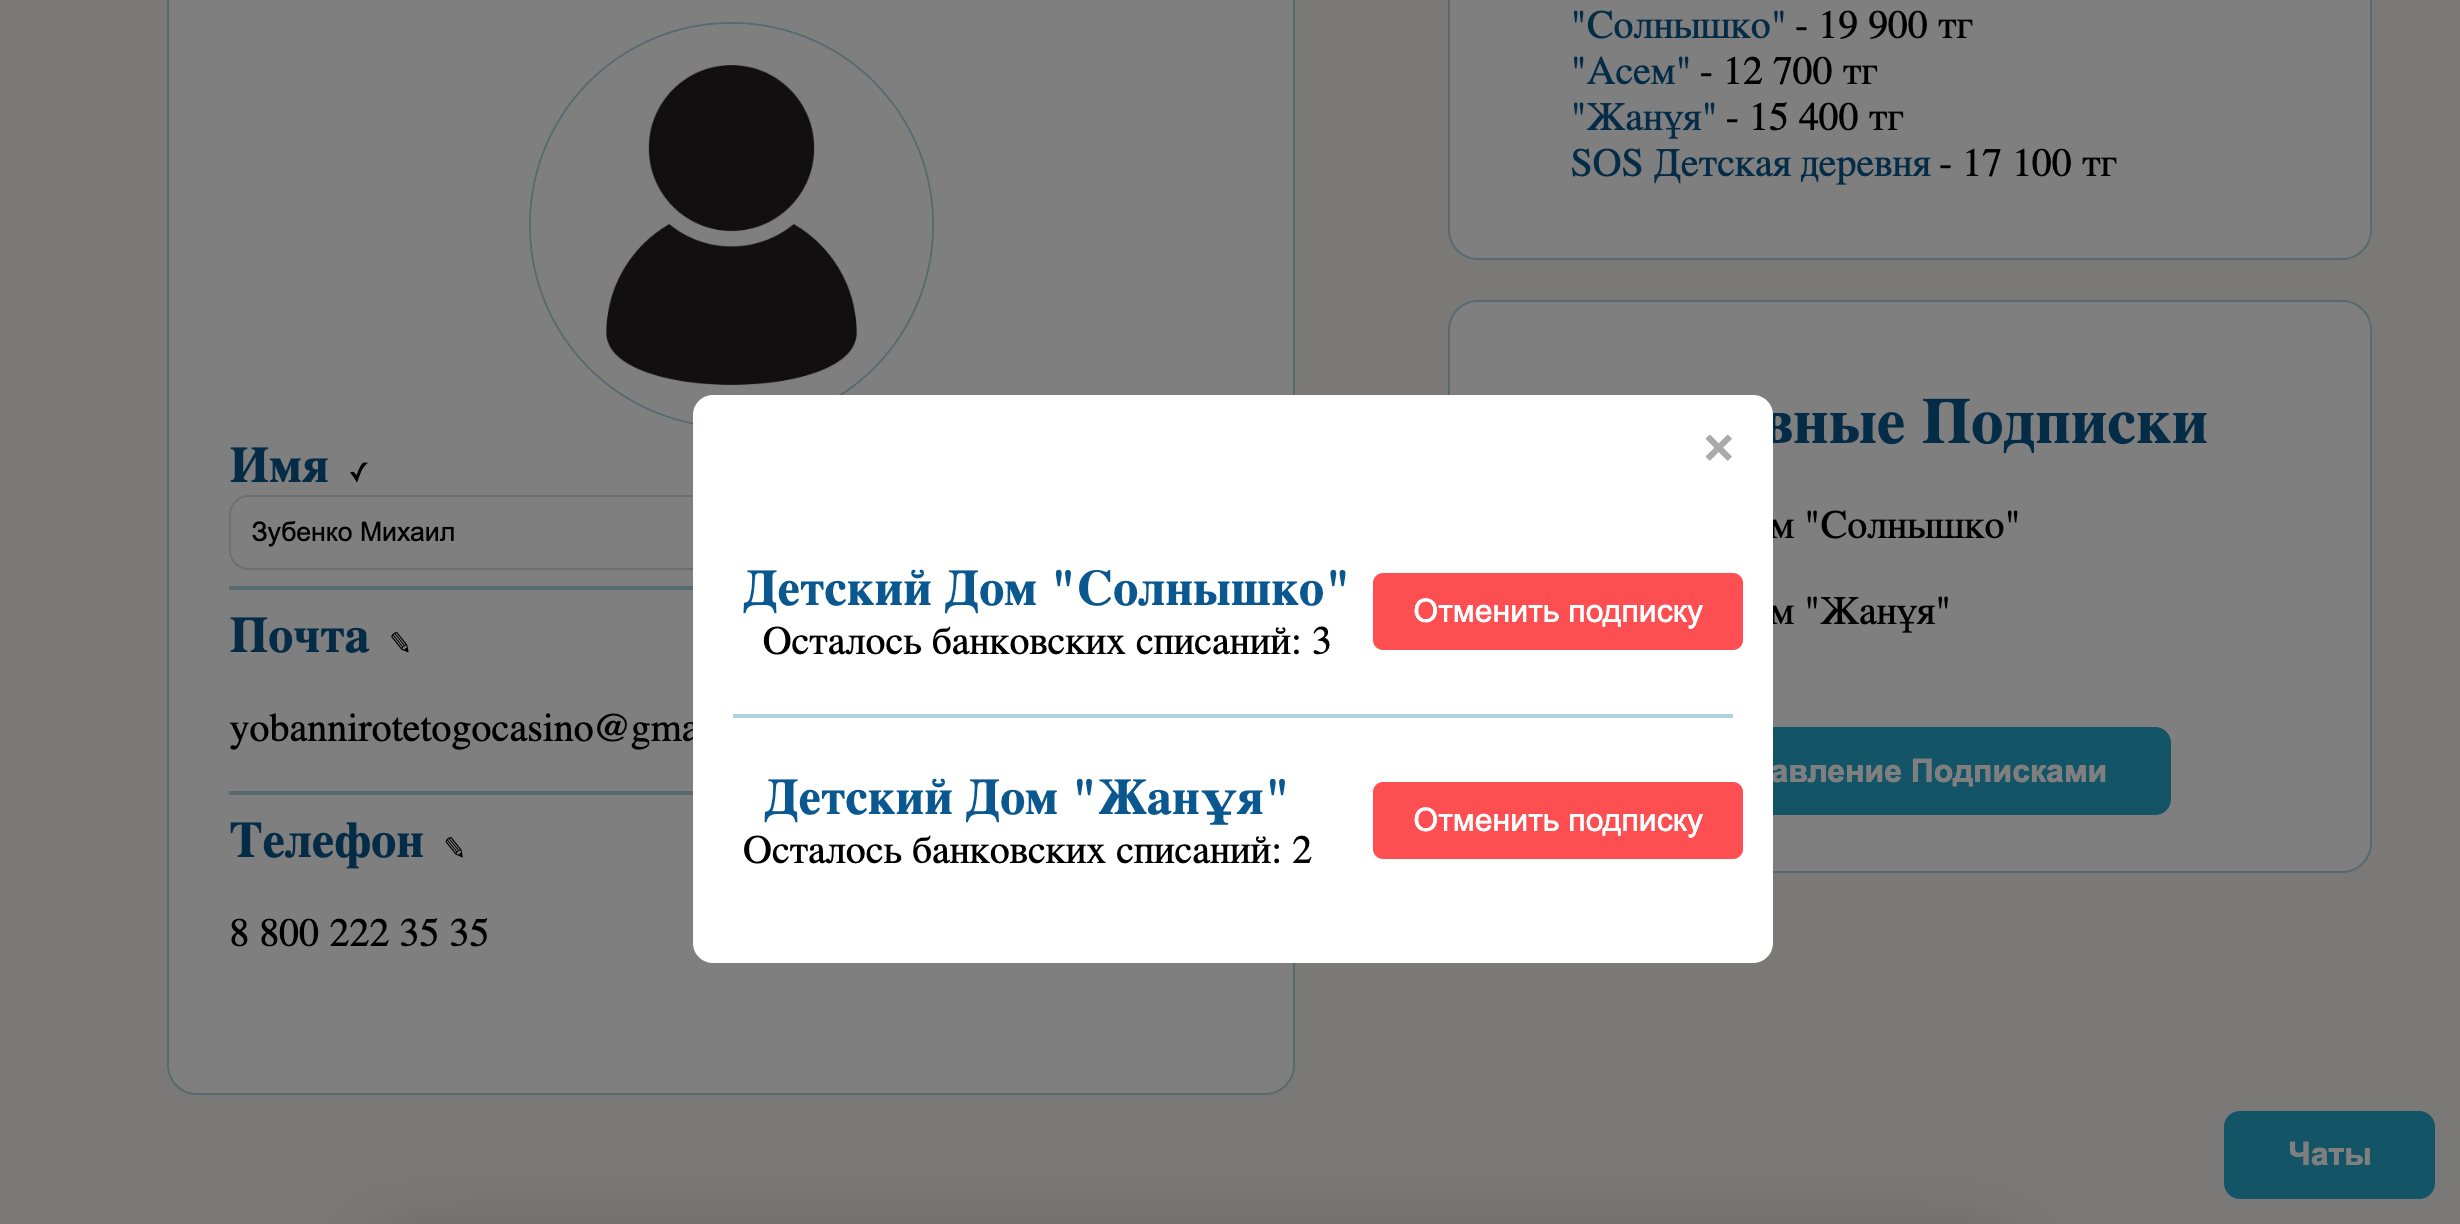 "Солнышко" - 19 900 тг
"Асем" - 12 700 тг
"Жанұя" - 15 400 тг
SOS Детская деревня - 17 100 тг
Имя
Зубенко Михаил
Почта
yobannirotetogocasino@gma
Телефон
8 800 222 35 35
×
Детский Дом "Солнышко"
Осталось банковских списаний: 3
Отменить подписку
Детский Дом "Жанұя"
Осталось банковских списаний: 2
Отменить подписку
вные Подписки
м "Солнышко"
м "Жанұя"
авление Подписками
Чаты